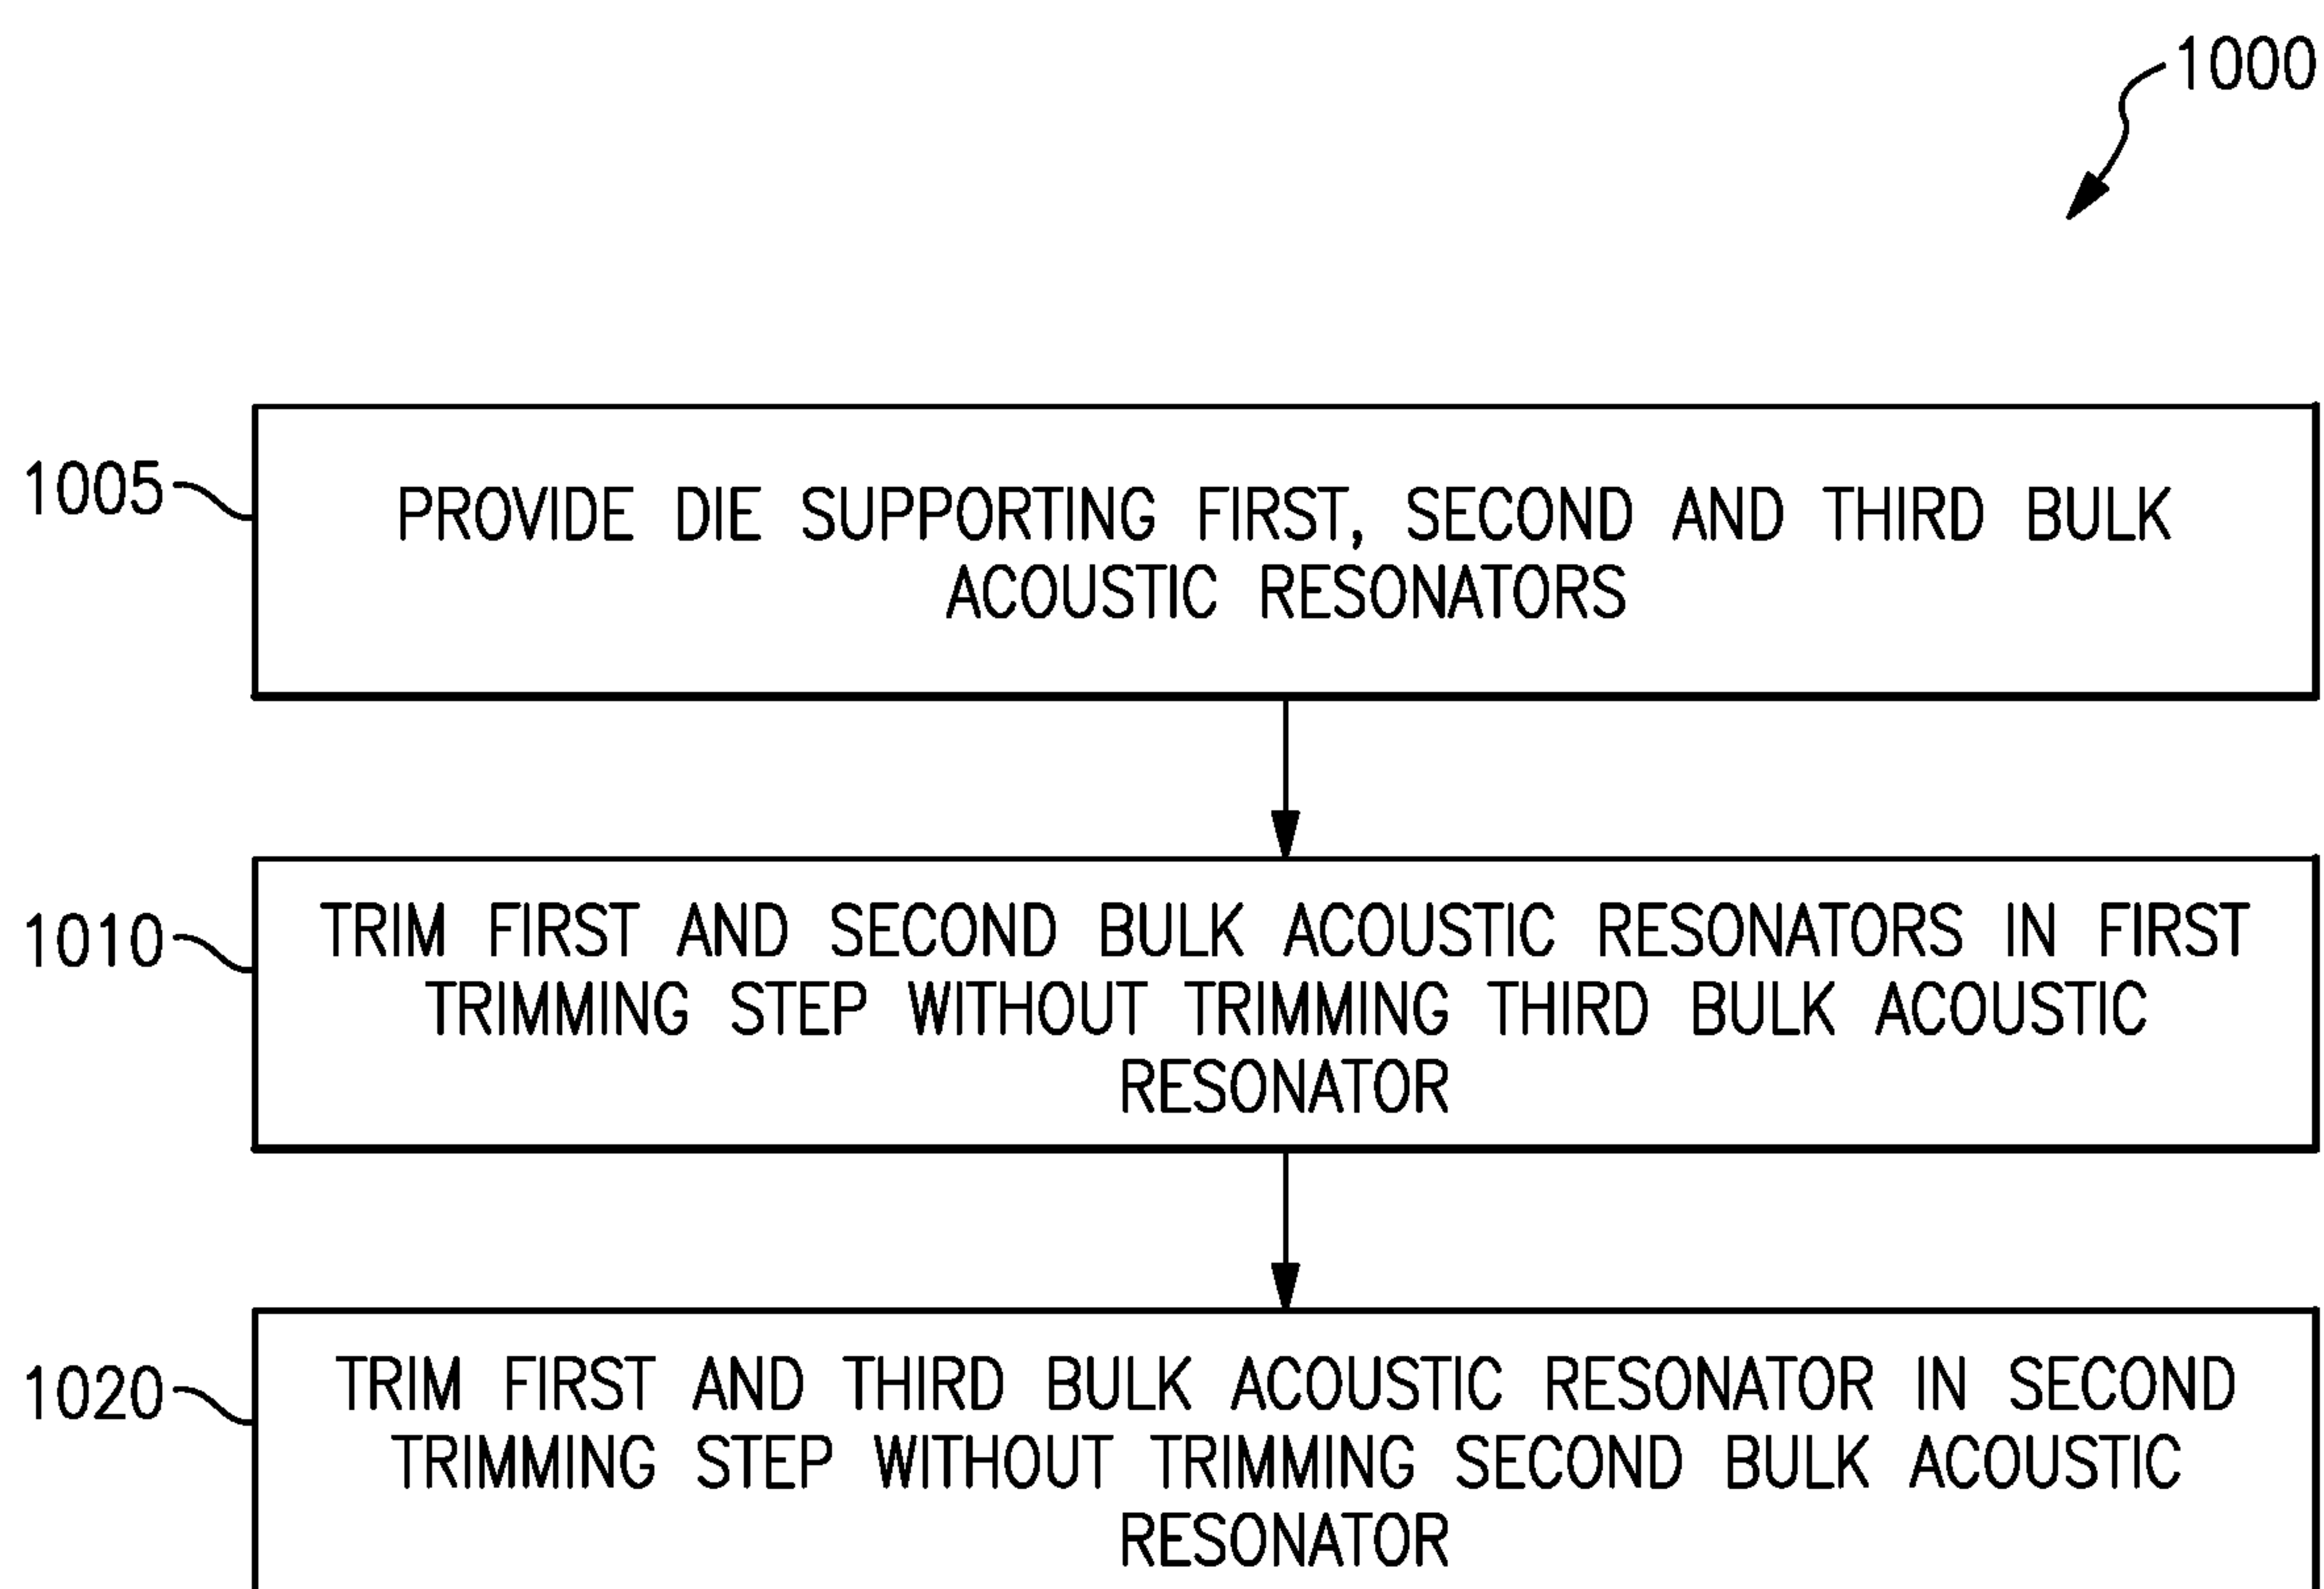 1000
1005
PROVIDE DIE SUPPORTING FIRST, SECOND AND THIRD BULK
ACOUSTIC RESONATORS
1010
TRIM FIRST AND SECOND BULK ACOUSTIC RESONATORS IN FIRST
TRIMMING STEP WITHOUT TRIMMING THIRD BULK ACOUSTIC
RESONATOR
1020
TRIM FIRST AND THIRD BULK ACOUSTIC RESONATOR IN SECOND
TRIMMING STEP WITHOUT TRIMMING SECOND BULK ACOUSTIC
RESONATOR